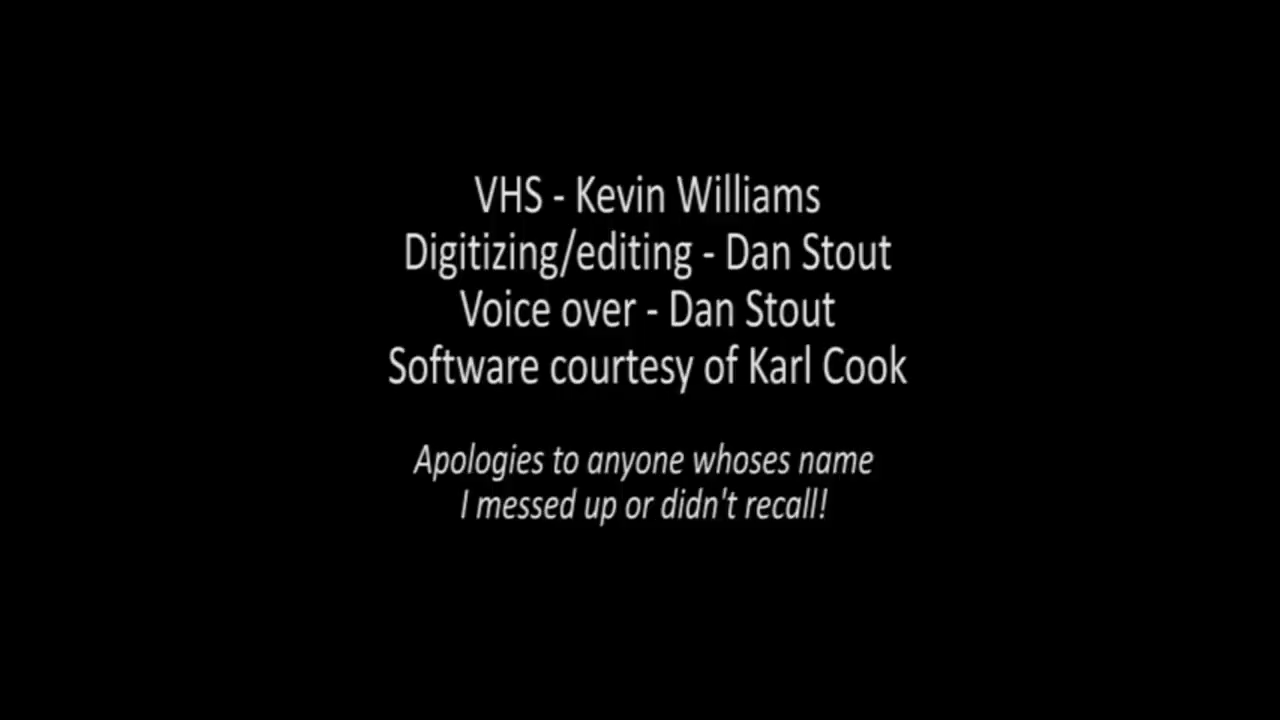 VHS - Kevin Williams
Digitizing/editing - Dan Stout
Voice over - Dan Stout
Software courtesy of Karl Cook
Apologies to anyone whoses name
I messed up or didn't recall!